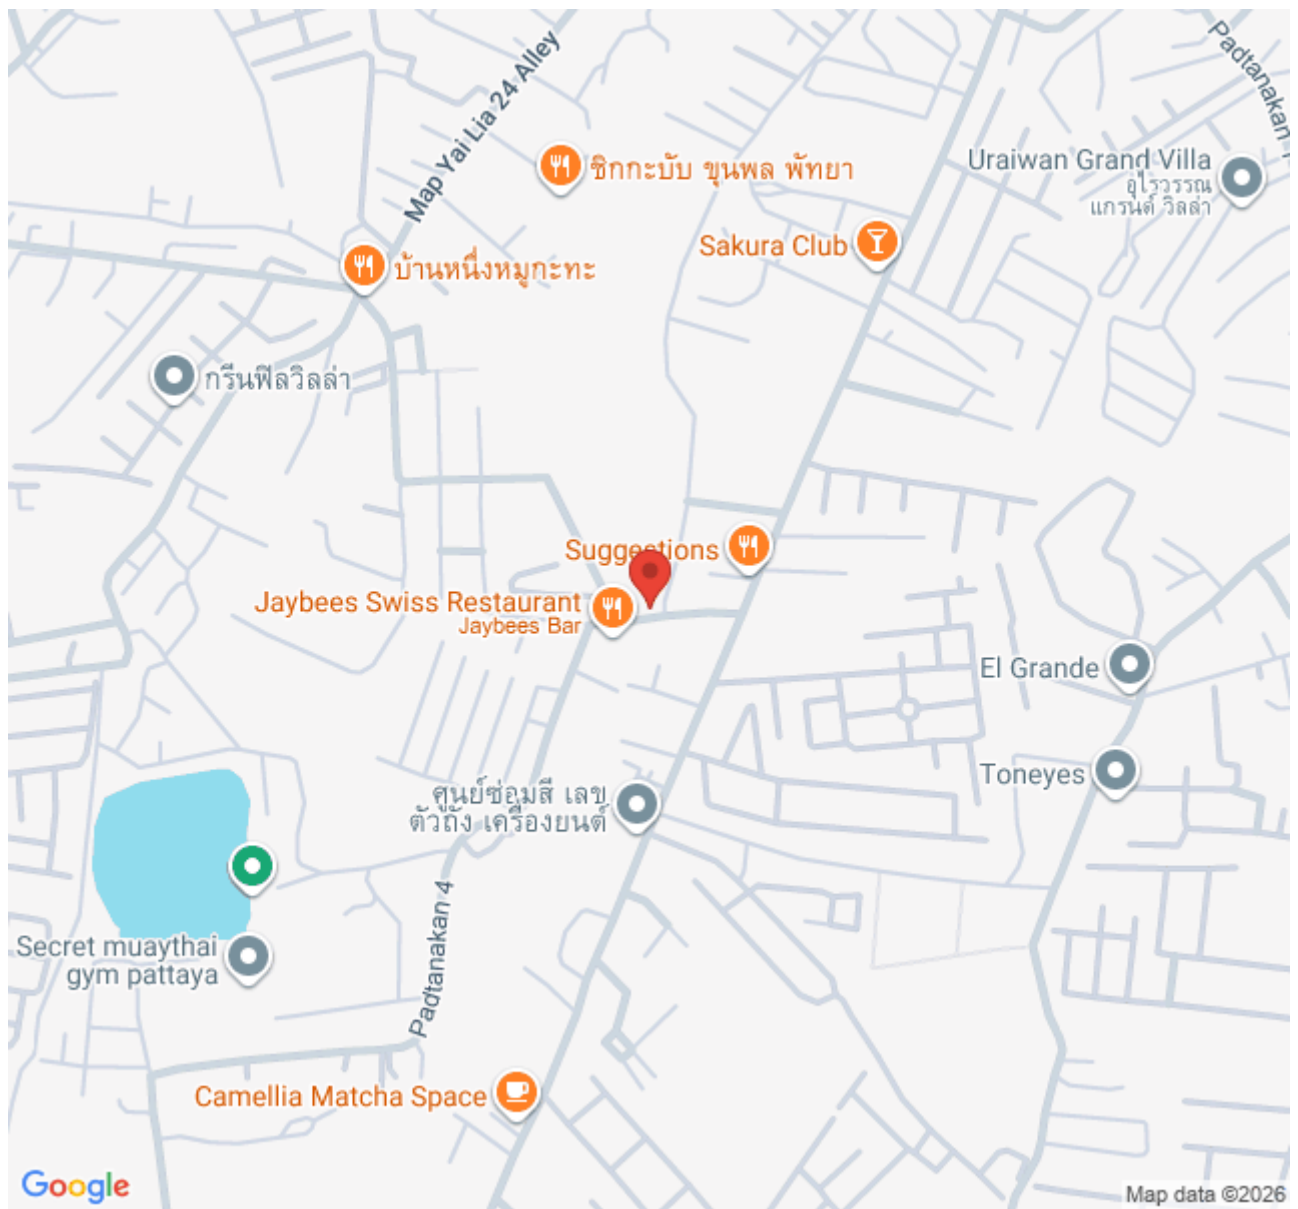 Map Yai Lia 24 Alley
Padtanakan
ชิกกะบับ ขุนพล พัทยา
Uraiwan Grand Villa
อุไรวรรณ
แกรนด์ วิลล่า
Sakura Club
บ้านหนึ่งหมูกะทะ
กรีนฟิลวิลล่า
Suggestions
Jaybees Swiss Restaurant
Jaybees Bar
El Grande
Toneyes
ศูนย์ซ่อมสี เลข
ตัวถัง เครื่องยนต์
Padtanakan 4
Secret muaythai
gym pattaya
Camellia Matcha Space
Google
Map data ©2026